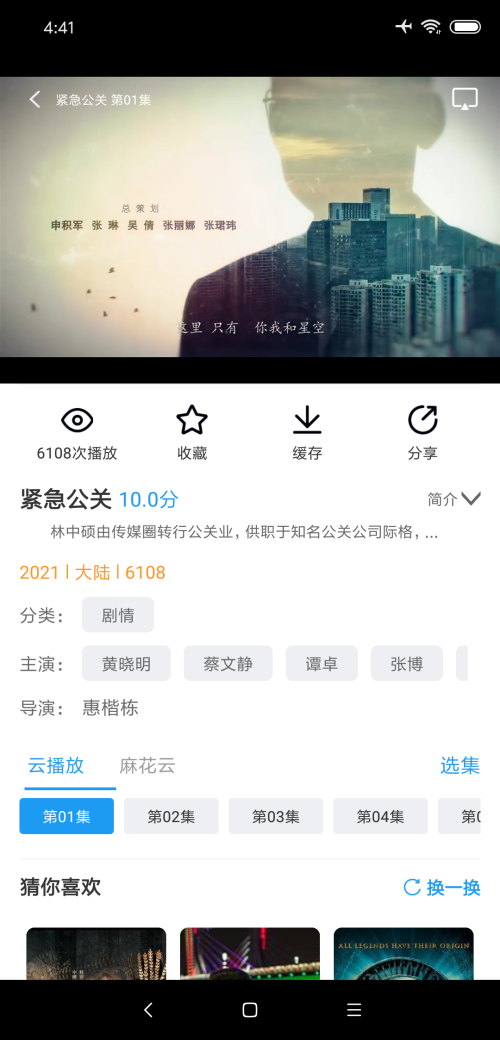 4:41
紧急公关 第01集
总策划
申积军 张琳 吴倩 张丽娜 张珺玮
这里 只有 你我和星空
6108次播放 收藏 缓存 分享
紧急公关 10.0分 简介
林中硕由传媒圈转行公关业，供职于知名公关公司际格，...
2021 | 大陆 | 6108
分类： 剧情
主演： 黄晓明 蔡文静 谭卓 张博
导演： 惠楷栋
云播放 麻花云 选集
第01集 第02集 第03集 第04集 第0
猜你喜欢 换一换
ALL LEGENDS HAVE THEIR ORIGIN